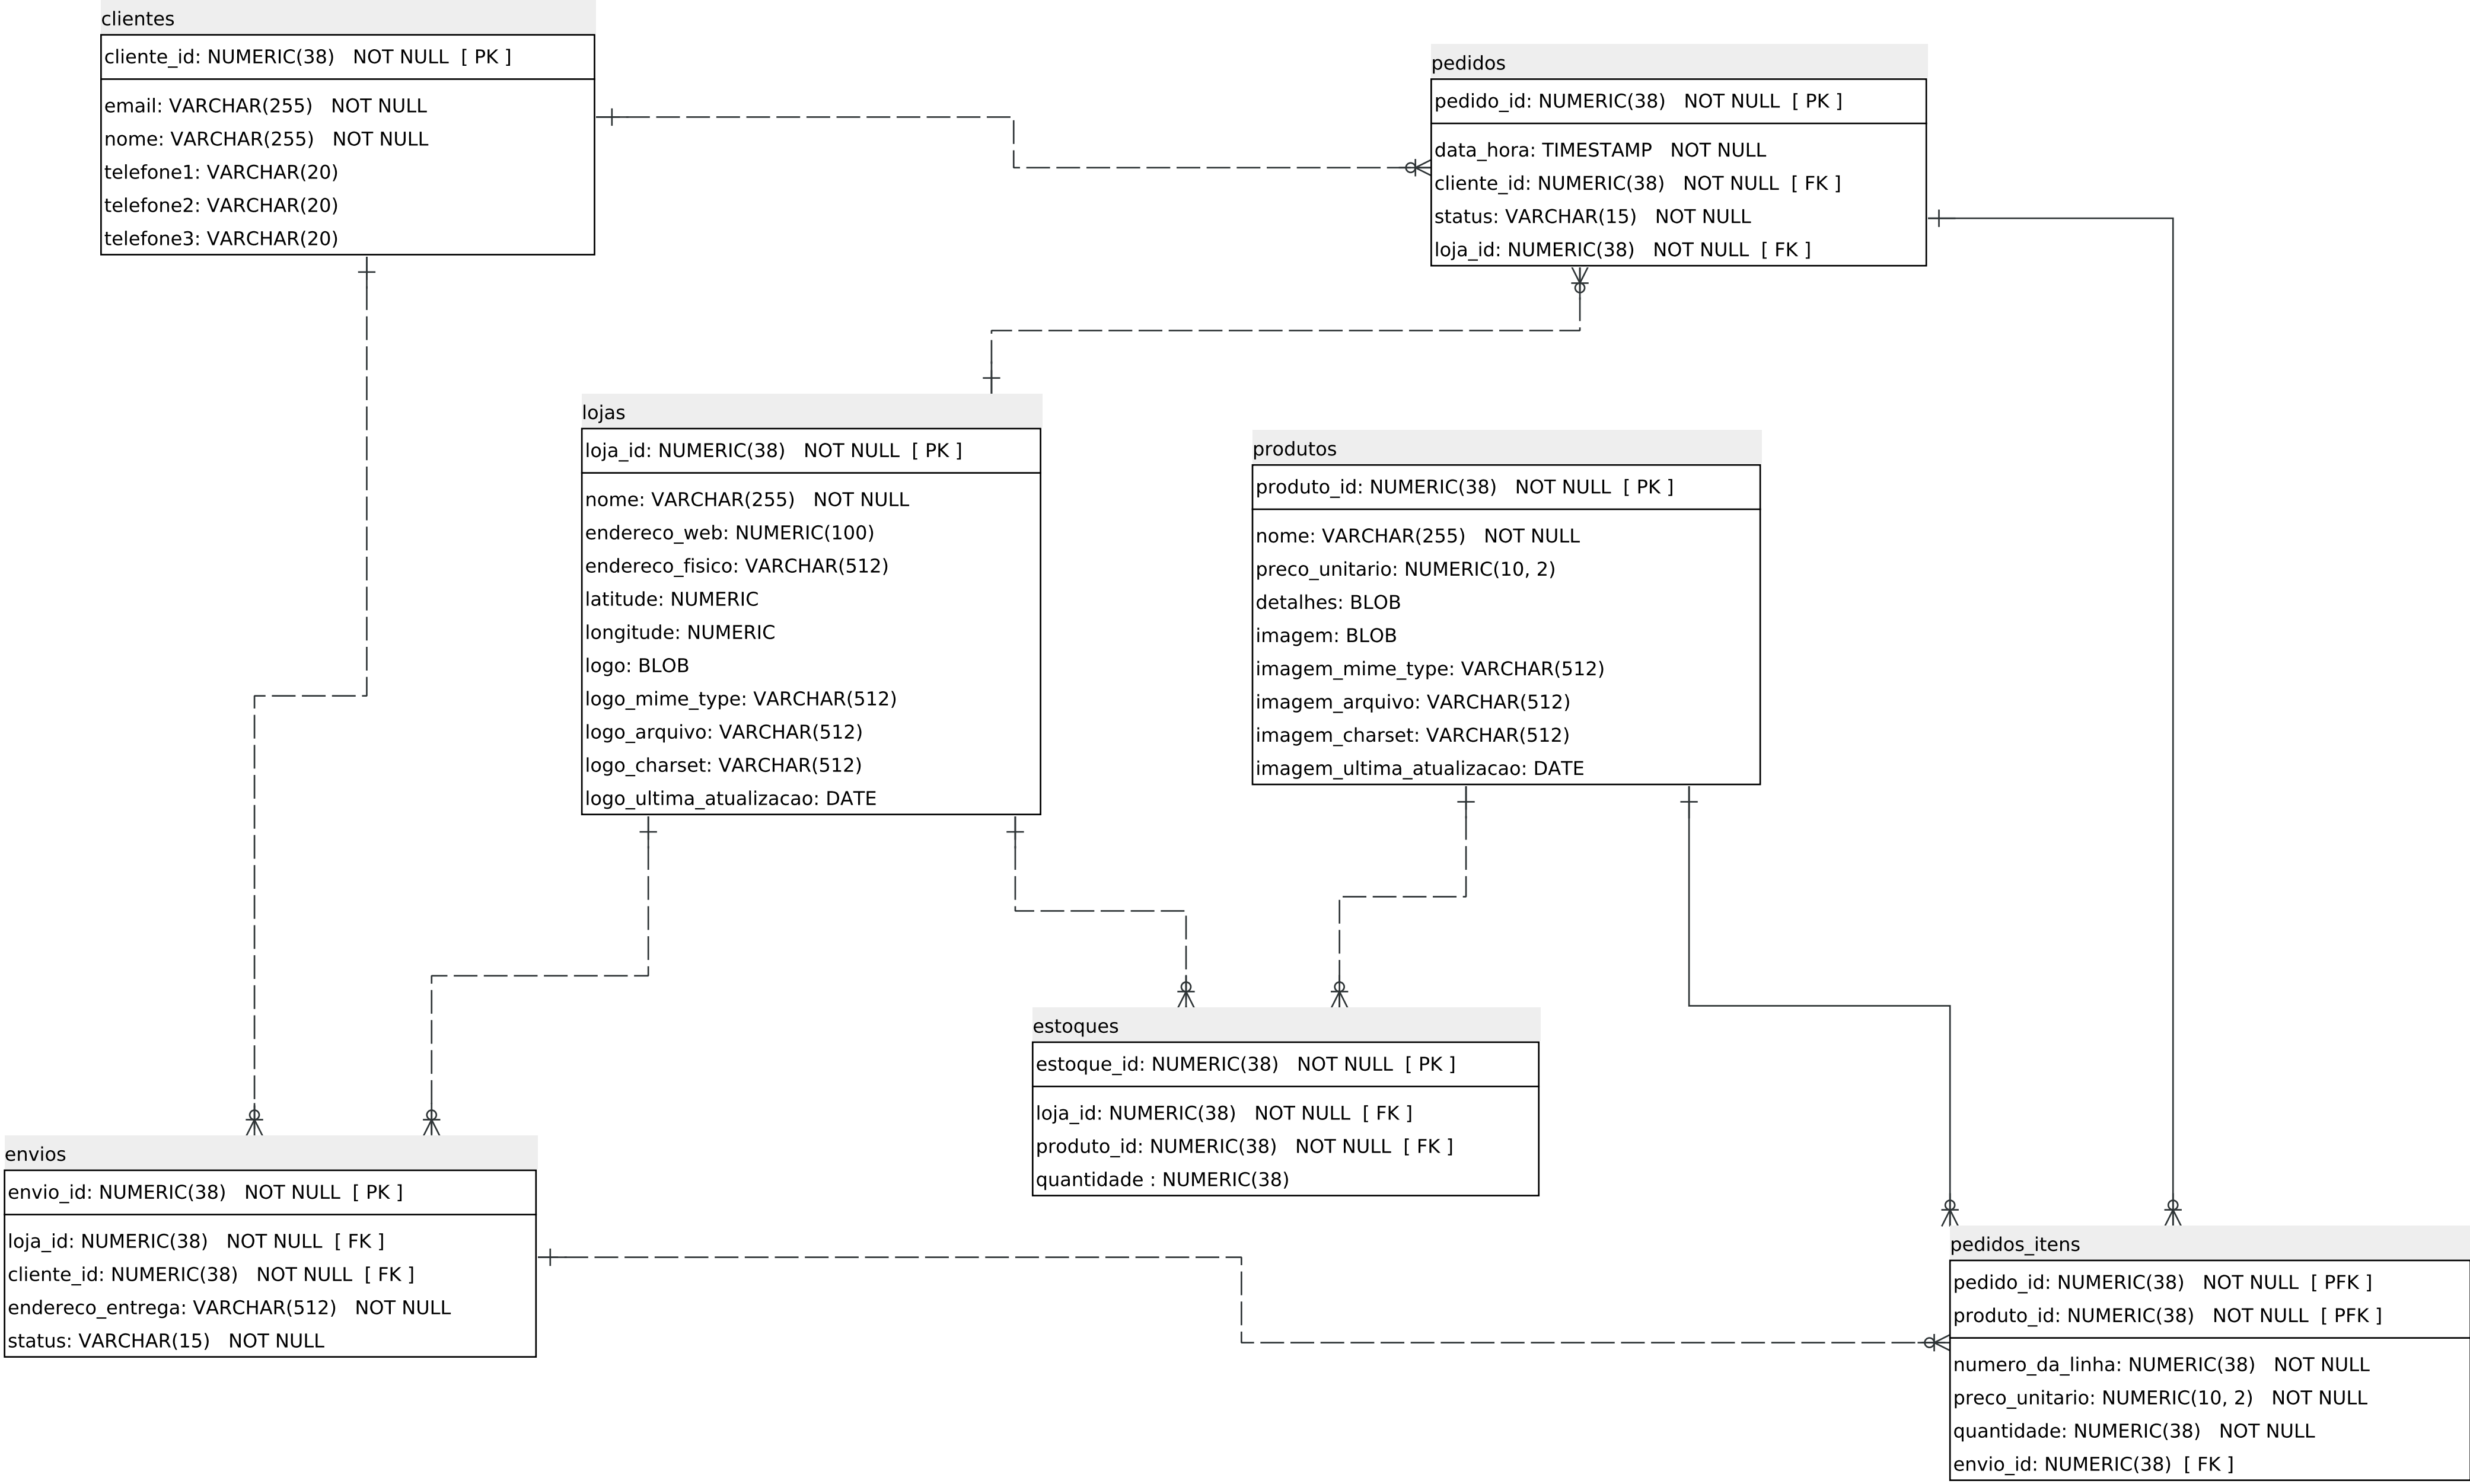 clientes
cliente_id: NUMERIC(38) NOT NULL [ PK ]
email: VARCHAR(255) NOT NULL
nome: VARCHAR(255) NOT NULL
telefone1: VARCHAR(20)
telefone2: VARCHAR(20)
telefone3: VARCHAR(20)
pedidos
pedido_id: NUMERIC(38) NOT NULL [ PK ]
data_hora: TIMESTAMP NOT NULL
cliente_id: NUMERIC(38) NOT NULL [ FK ]
status: VARCHAR(15) NOT NULL
loja_id: NUMERIC(38) NOT NULL [ FK ]
lojas
loja_id: NUMERIC(38) NOT NULL [ PK ]
nome: VARCHAR(255) NOT NULL
endereco_web: NUMERIC(100)
endereco_fisico: VARCHAR(512)
latitude: NUMERIC
longitude: NUMERIC
logo: BLOB
logo_mime_type: VARCHAR(512)
logo_arquivo: VARCHAR(512)
logo_charset: VARCHAR(512)
logo_ultima_atualizacao: DATE
produtos
produto_id: NUMERIC(38) NOT NULL [ PK ]
nome: VARCHAR(255) NOT NULL
preco_unitario: NUMERIC(10, 2)
detalhes: BLOB
imagem: BLOB
imagem_mime_type: VARCHAR(512)
imagem_arquivo: VARCHAR(512)
imagem_charset: VARCHAR(512)
imagem_ultima_atualizacao: DATE
estoques
estoque_id: NUMERIC(38) NOT NULL [ PK ]
loja_id: NUMERIC(38) NOT NULL [ FK ]
produto_id: NUMERIC(38) NOT NULL [ FK ]
quantidade : NUMERIC(38)
envios
envio_id: NUMERIC(38) NOT NULL [ PK ]
loja_id: NUMERIC(38) NOT NULL [ FK ]
cliente_id: NUMERIC(38) NOT NULL [ FK ]
endereco_entrega: VARCHAR(512) NOT NULL
status: VARCHAR(15) NOT NULL
pedidos_itens
pedido_id: NUMERIC(38) NOT NULL [ PFK ]
produto_id: NUMERIC(38) NOT NULL [ PFK ]
numero_da_linha: NUMERIC(38) NOT NULL
preco_unitario: NUMERIC(10, 2) NOT NULL
quantidade: NUMERIC(38) NOT NULL
envio_id: NUMERIC(38) [ FK ]